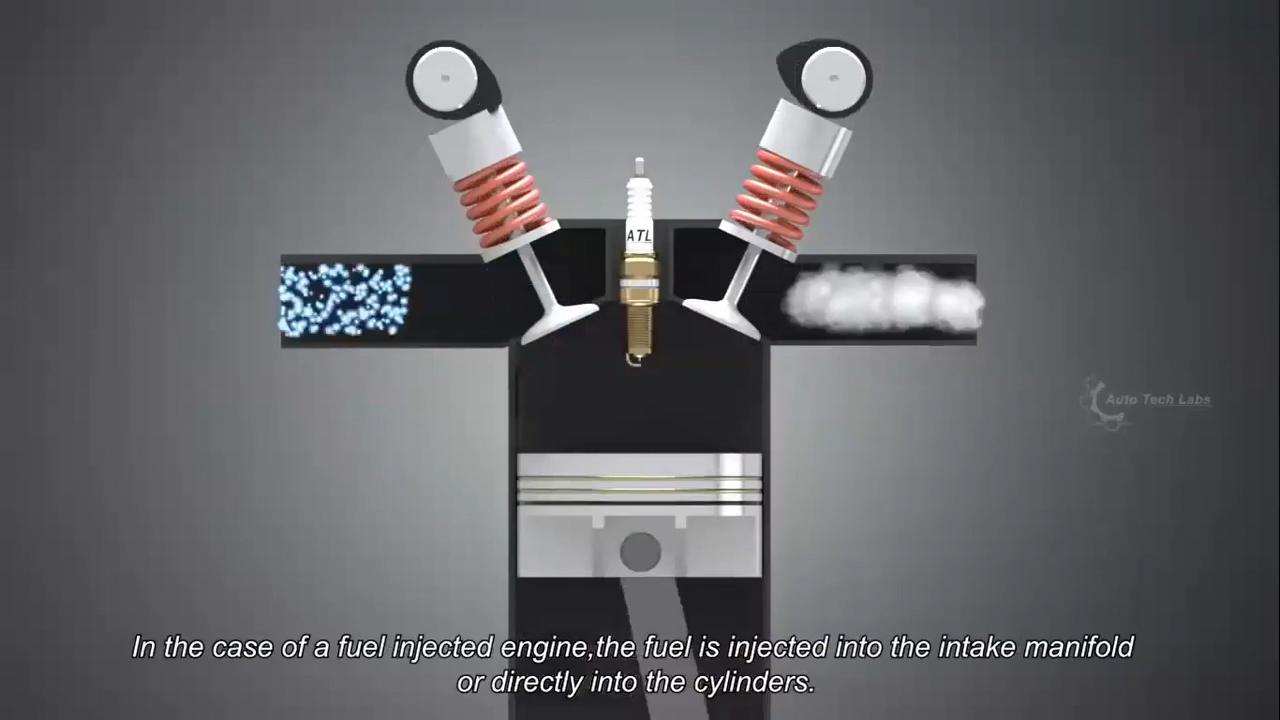 ATL
Auto Tech Labs
In the case of a fuel injected engine,the fuel is injected into the intake manifold
or directly into the cylinders.